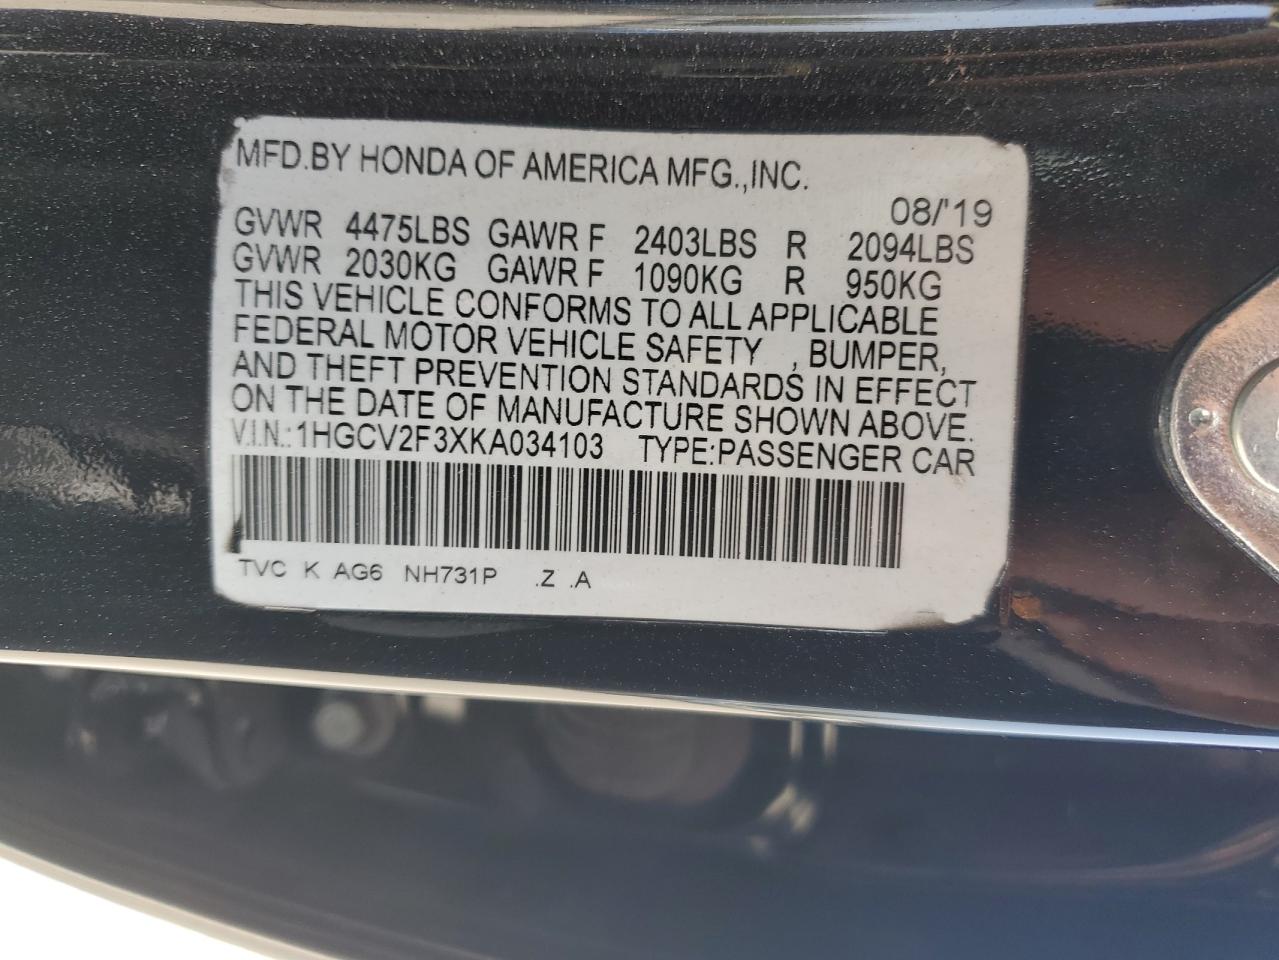 MFD.BY HONDA OF AMERICA MFG.,INC.
08/'19
GVWR 4475LBS GAWR F 2403LBS R 2094LBS
GVWR 2030KG GAWR F 1090KG R 950KG
THIS VEHICLE CONFORMS TO ALL APPLICABLE
FEDERAL MOTOR VEHICLE SAFETY , BUMPER,
AND THEFT PREVENTION STANDARDS IN EFFECT
ON THE DATE OF MANUFACTURE SHOWN ABOVE.
V.I.N.:1HGCV2F3XKA034103 TYPE:PASSENGER CAR
TVC K AG6 NH731P .Z .A